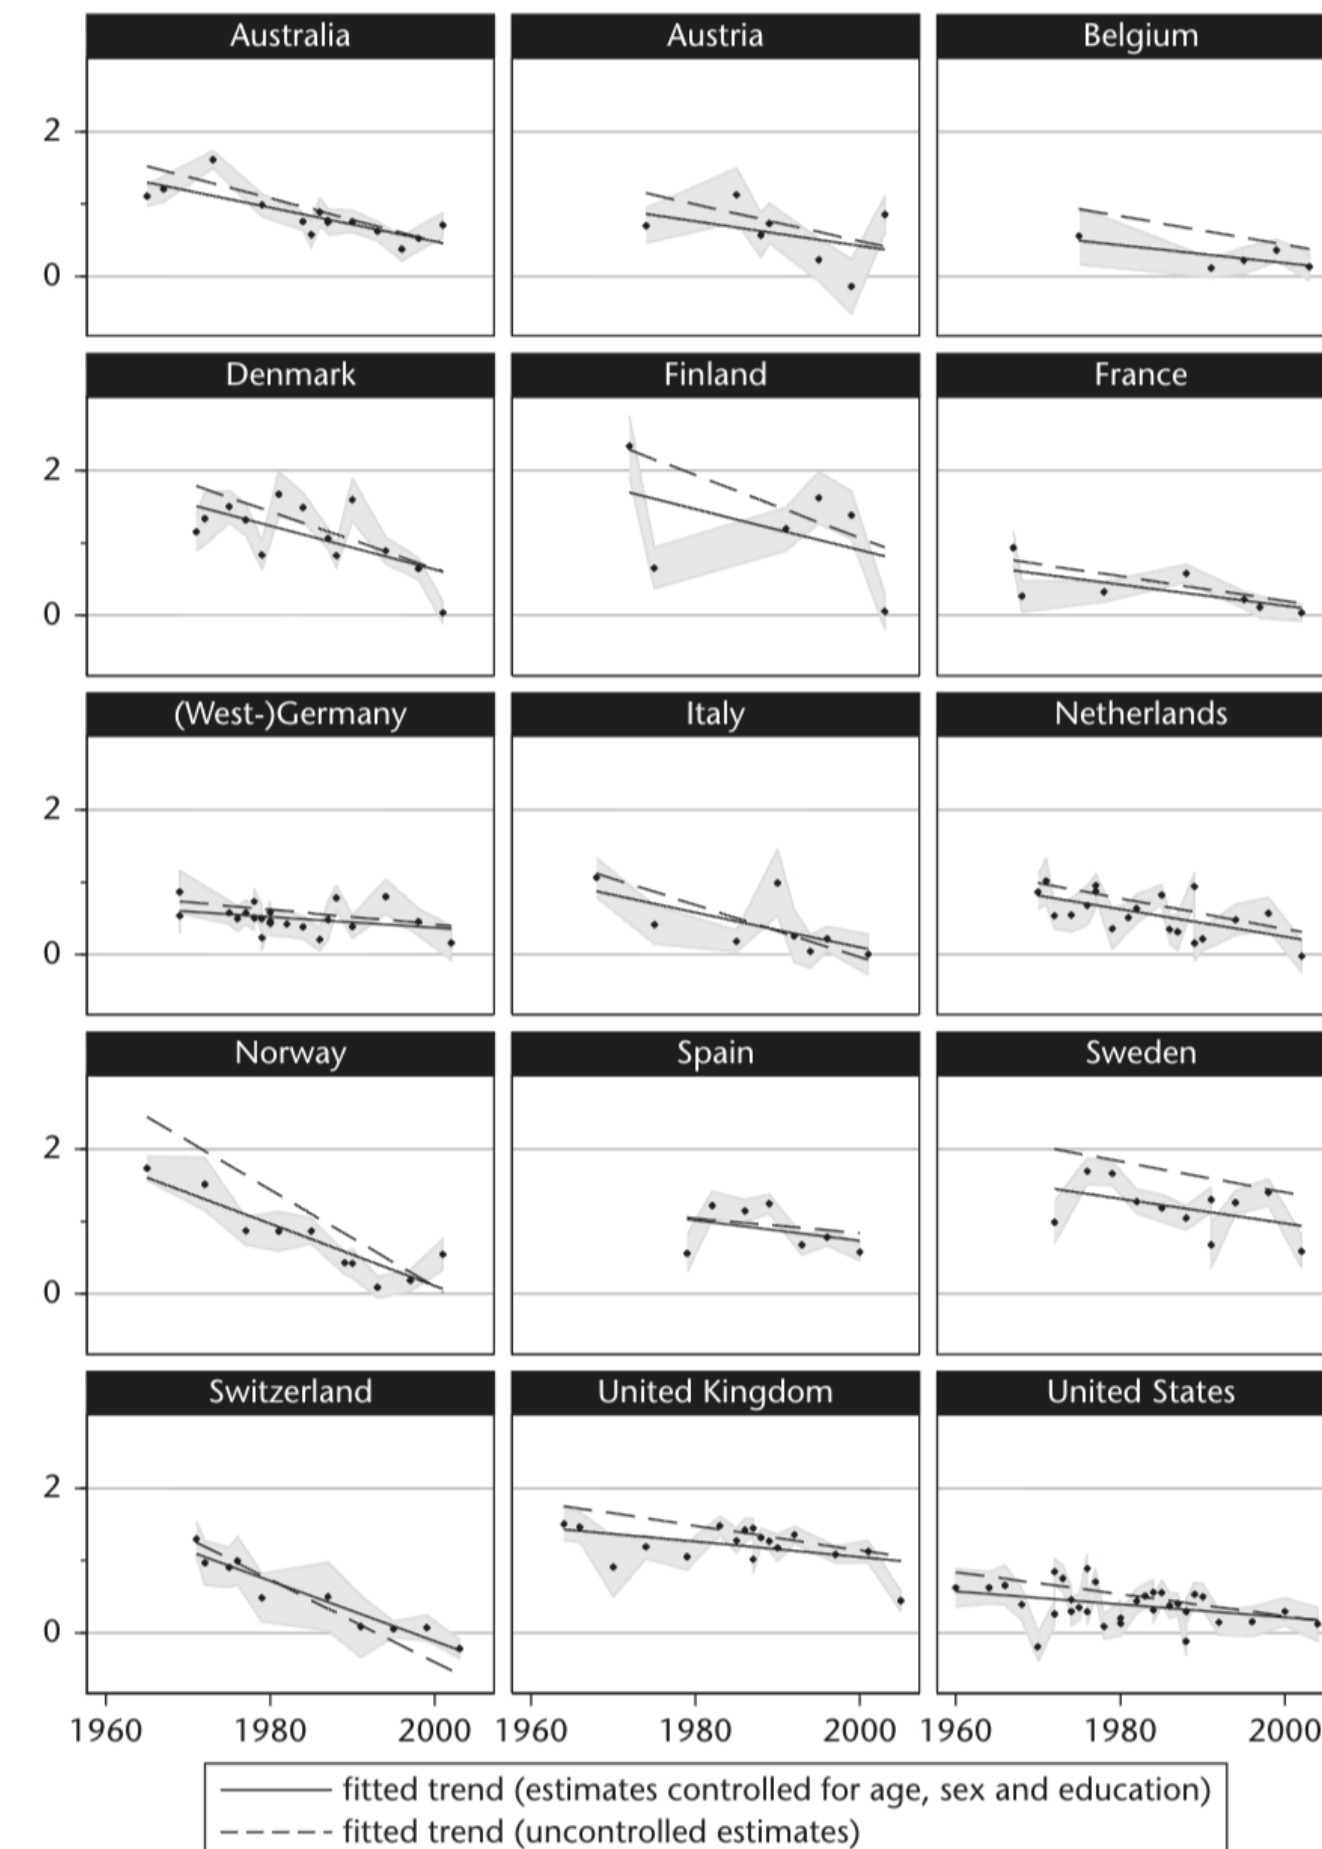 Australia Austria Belgium
2
0
Denmark Finland France
2
0
(West-)Germany Italy Netherlands
2
0
Norway Spain Sweden
2
0
Switzerland United Kingdom United States
2
0
1960 1980 2000 1960 1980 2000 1960 1980 2000
fitted trend (estimates controlled for age, sex and education)
fitted trend (uncontrolled estimates)